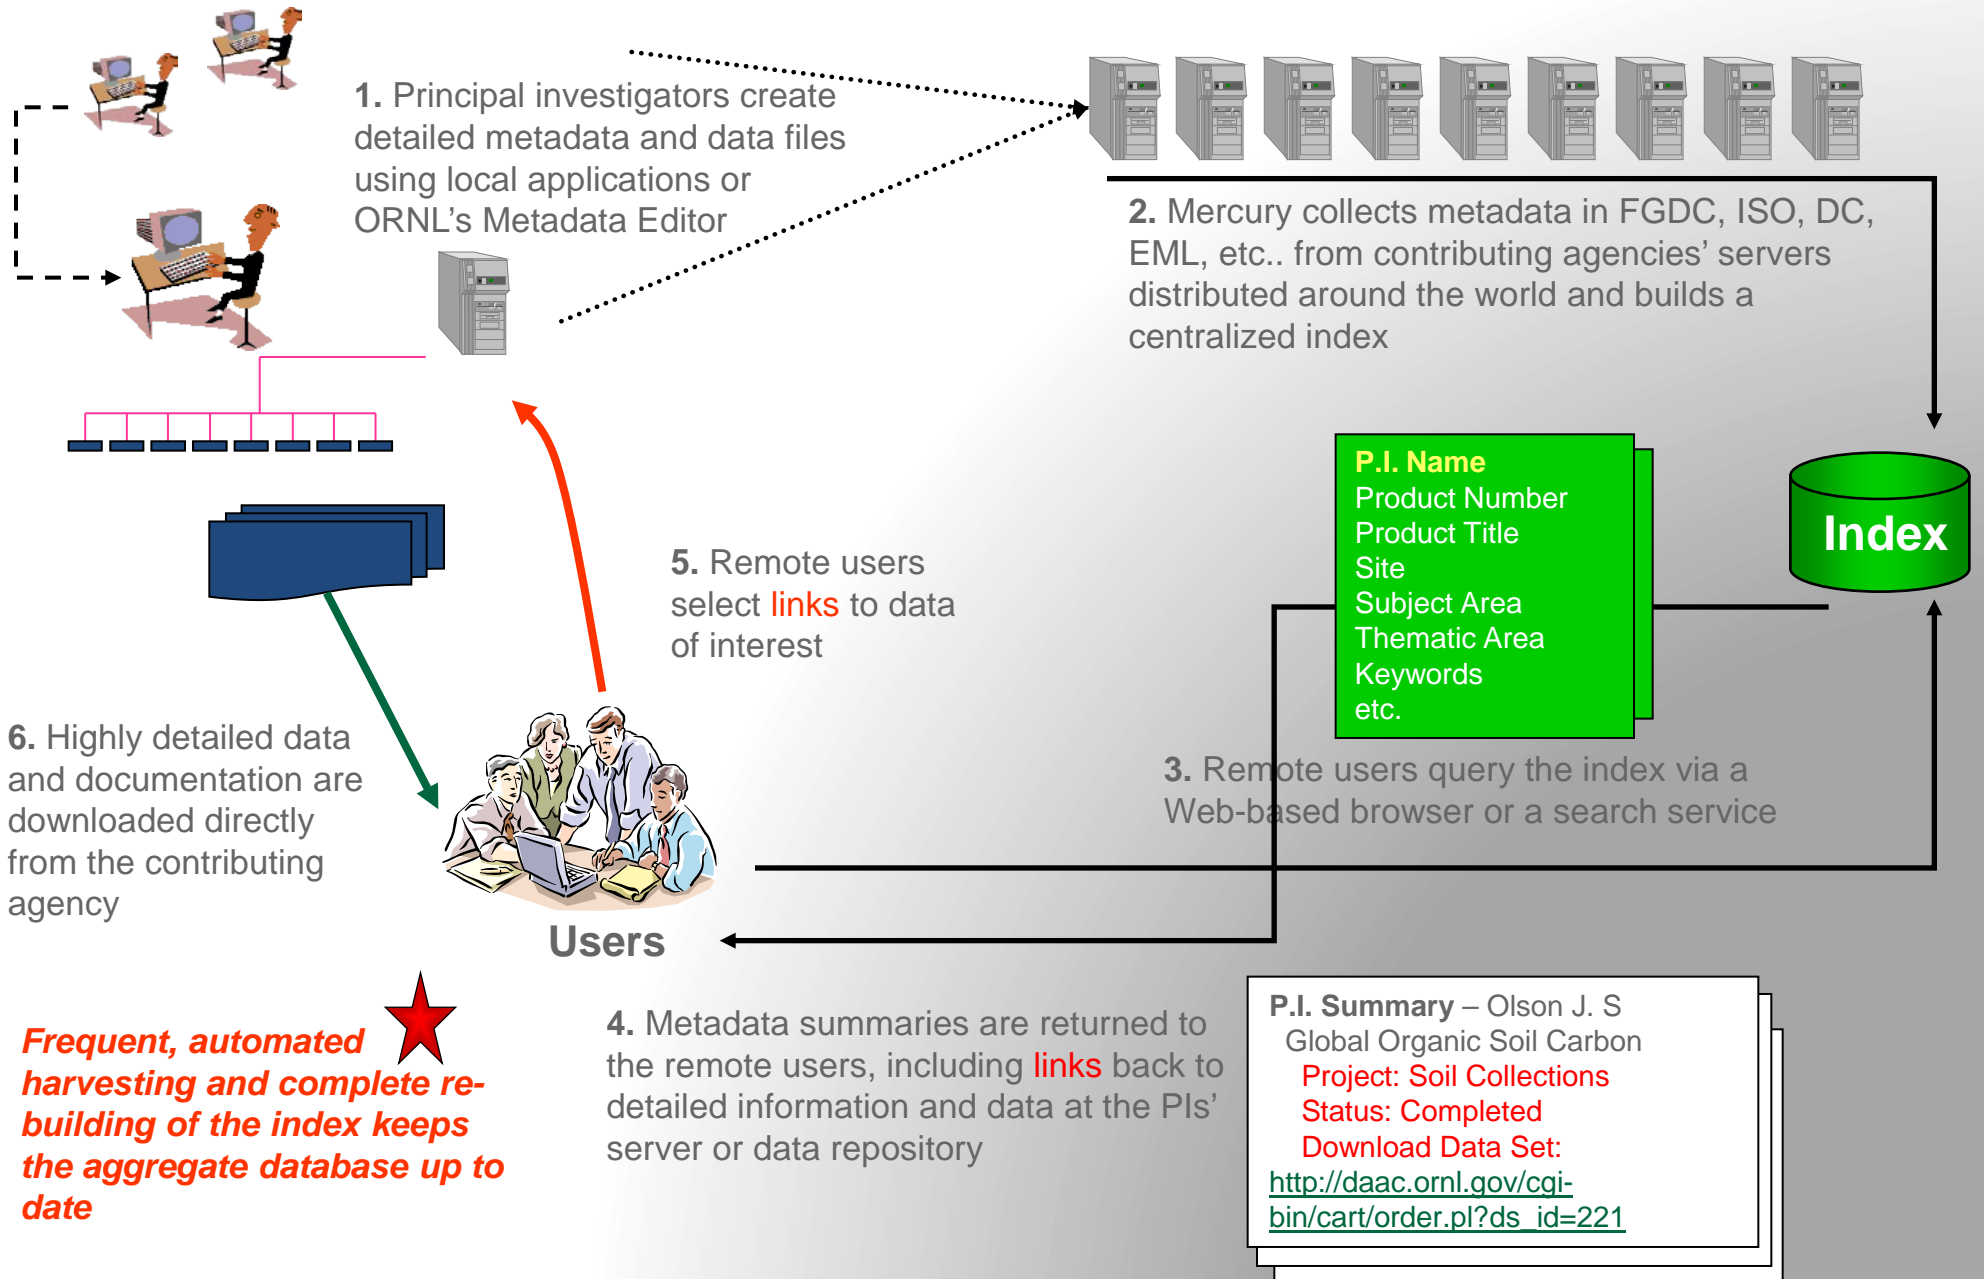 1. Principal investigators create
detailed metadata and data files
using local applications or
ORNL's Metadata Editor
2. Mercury collects metadata in FGDC, ISO, DC,
EML, etc.. from contributing agencies' servers
distributed around the world and builds a
centralized index
P.I. Name
Product Number
Product Title
Site
Subject Area
Thematic Area
Keywords
etc.
Index
3. Remote users query the index via a
Web-based browser or a search service
5. Remote users
select links to data
of interest
6. Highly detailed data
and documentation are
downloaded directly
from the contributing
agency
Users
4. Metadata summaries are returned to
the remote users, including links back to
detailed information and data at the PIs'
server or data repository
P.I. Summary – Olson J. S
Global Organic Soil Carbon
Project: Soil Collections
Status: Completed
Download Data Set:
http://daac.ornl.gov/cgi-
bin/cart/order.pl?ds_id=221
Frequent, automated
harvesting and complete re-
building of the index keeps
the aggregate database up to
date